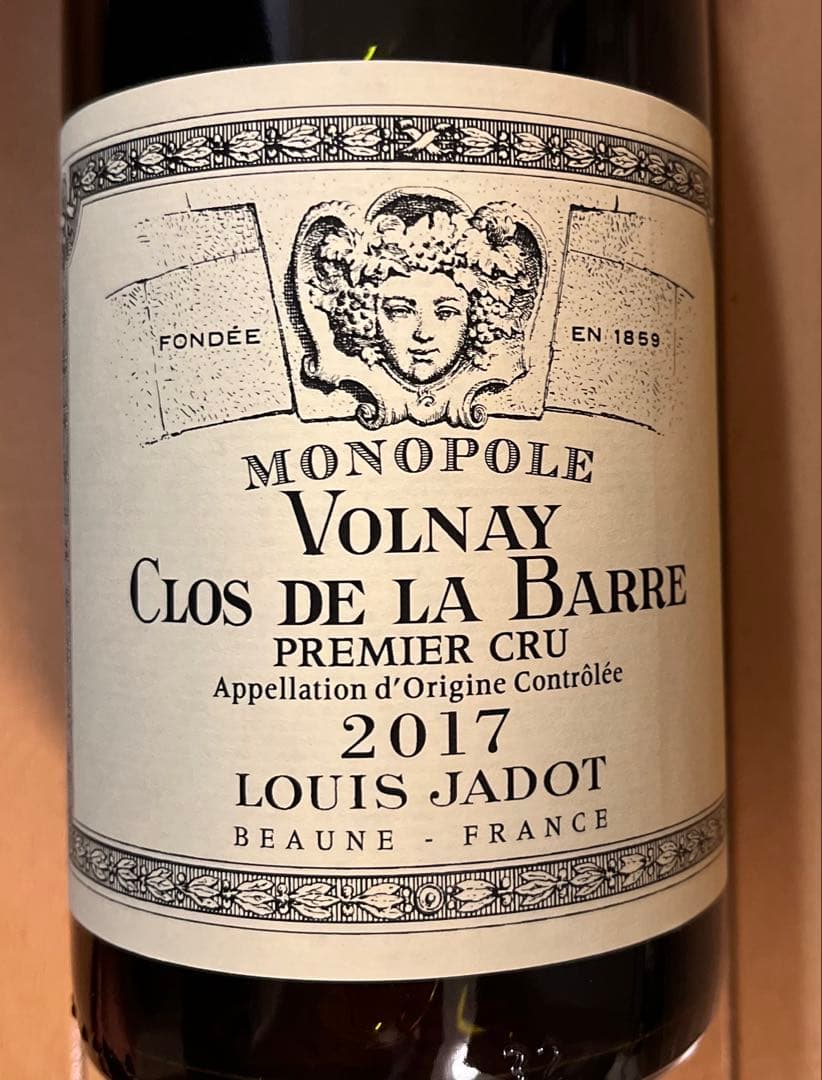 FONDÉE EN 1859
MONOPOLE
VOLNAY
CLOS DE LA BARRE
PREMIER CRU
Appellation d'Origine Contrôlée
2017
LOUIS JADOT
BEAUNE - FRANCE